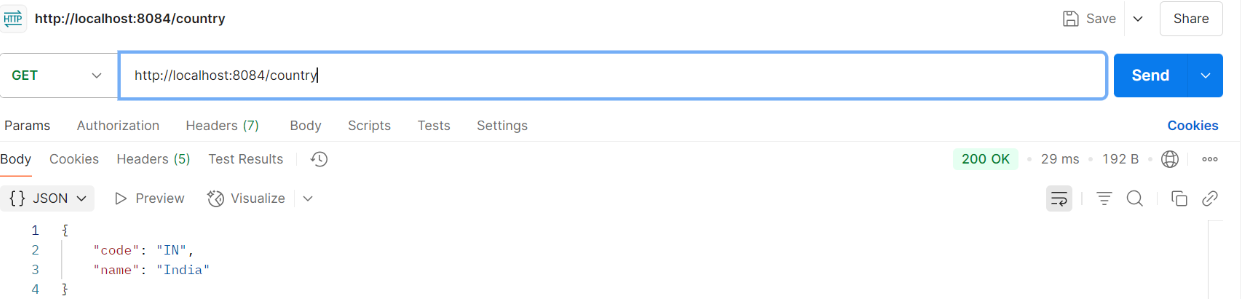 HTTP http://localhost:8084/country Save Share
GET http://localhost:8084/country Send
Params Authorization Headers (7) Body Scripts Tests Settings Cookies
Body Cookies Headers (5) Test Results 200 OK 29 ms 192 B
{} JSON Preview Visualize
1 {
2 "code": "IN",
3 "name": "India"
4 }